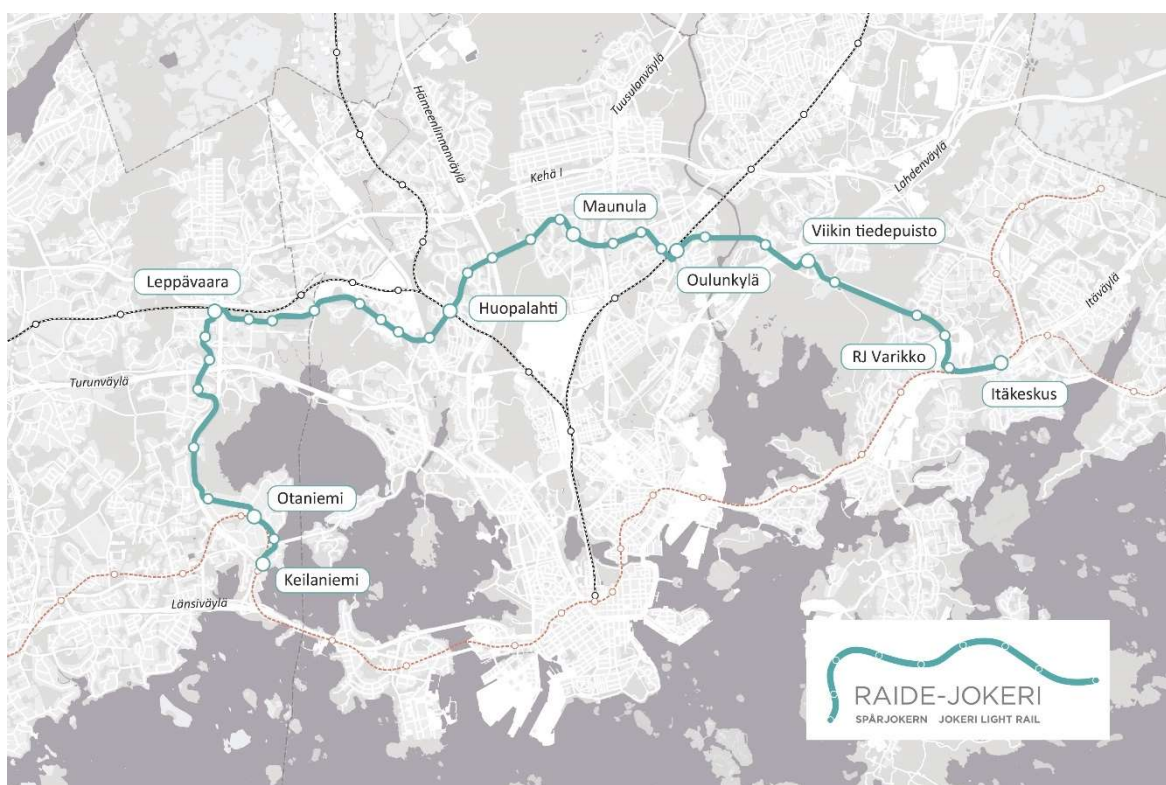 Hämeenlinnanväylä
Tuusulanväylä
Kehä I
Lahdenväylä
Maunula
Viikin tiedepuisto
Oulunkylä
Leppävaara
Huopalahti
Itäväylä
RJ Varikko
Itäkeskus
Turunväylä
Otaniemi
Keilaniemi
Länsiväylä
RAIDE-JOKERI
SPÅRJOKERN JOKERI LIGHT RAIL